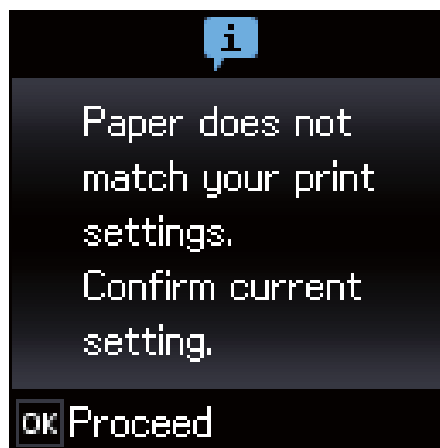 i
Paper does not
match your print
settings.
Confirm current
setting.
OK Proceed